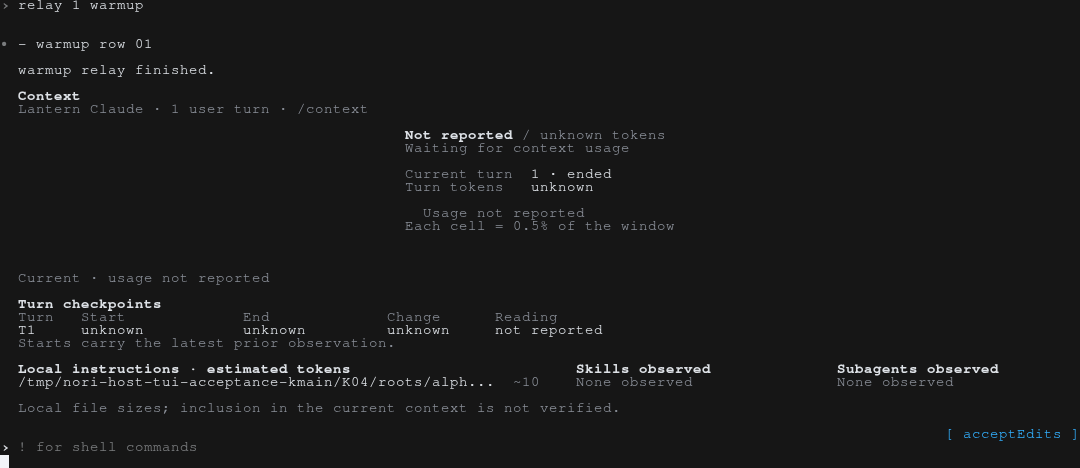 › relay 1 warmup
• – warmup row 01
warmup relay finished.
Context
Lantern Claude · 1 user turn · /context
Not reported / unknown tokens
Waiting for context usage
Current turn  1 · ended
Turn tokens   unknown
Usage not reported
Each cell = 0.5% of the window
Current · usage not reported
Turn checkpoints
Turn   Start   End   Change   Reading
T1   unknown   unknown   unknown   not reported
Starts carry the latest prior observation.
Local instructions · estimated tokens   Skills observed   Subagents observed
/tmp/nori-host-tui-acceptance-kmain/K04/roots/alph...  ~10   None observed   None observed
Local file sizes; inclusion in the current context is not verified.
[ acceptEdits ]
› ! for shell commands